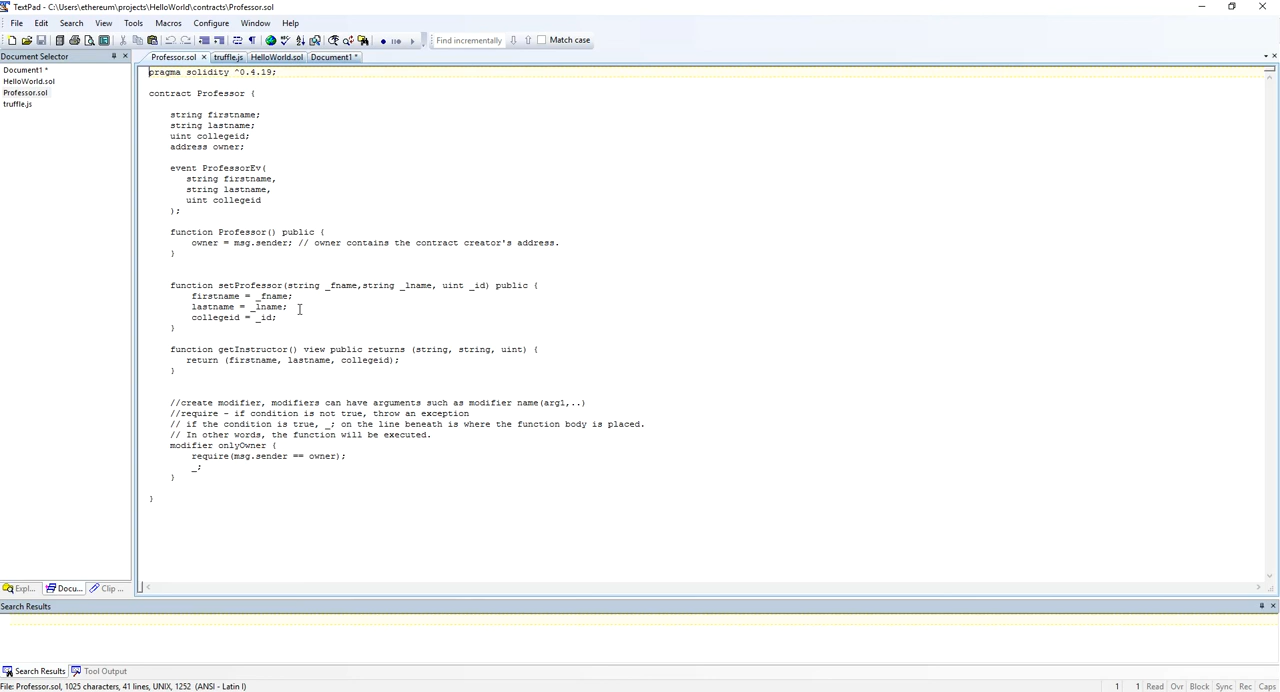 TextPad - C:\Users\ethereum\projects\HelloWorld\contracts\Professor.sol
File Edit Search View Tools Macros Configure Window Help
Find incrementally Match case
Document Selector
Professor.sol truffle.js HelloWorld.sol Document1 *
Document1 *
HelloWorld.sol
Professor.sol
truffle.js
pragma solidity ^0.4.19;
contract Professor {
string firstname;
string lastname;
uint collegeid;
address owner;
event ProfessorEv(
string firstname,
string lastname,
uint collegeid
);
function Professor() public {
owner = msg.sender; // owner contains the contract creator's address.
}
function setProfessor(string _fname,string _lname, uint _id) public {
firstname = _fname;
lastname = _lname;
collegeid = _id;
}
function getInstructor() view public returns (string, string, uint) {
return (firstname, lastname, collegeid);
}
//create modifier, modifiers can have arguments such as modifier name(arg1,..)
//require - if condition is not true, throw an exception
// if the condition is true, _; on the line beneath is where the function body is placed.
// In other words, the function will be executed.
modifier onlyOwner {
require(msg.sender == owner);
_;
}
}
Expl... Docu... Clip ...
Search Results
Search Results Tool Output
File: Professor.sol, 1025 characters, 41 lines, UNIX, 1252 (ANSI - Latin I) 1 1 Read Ovr Block Sync Rec Caps